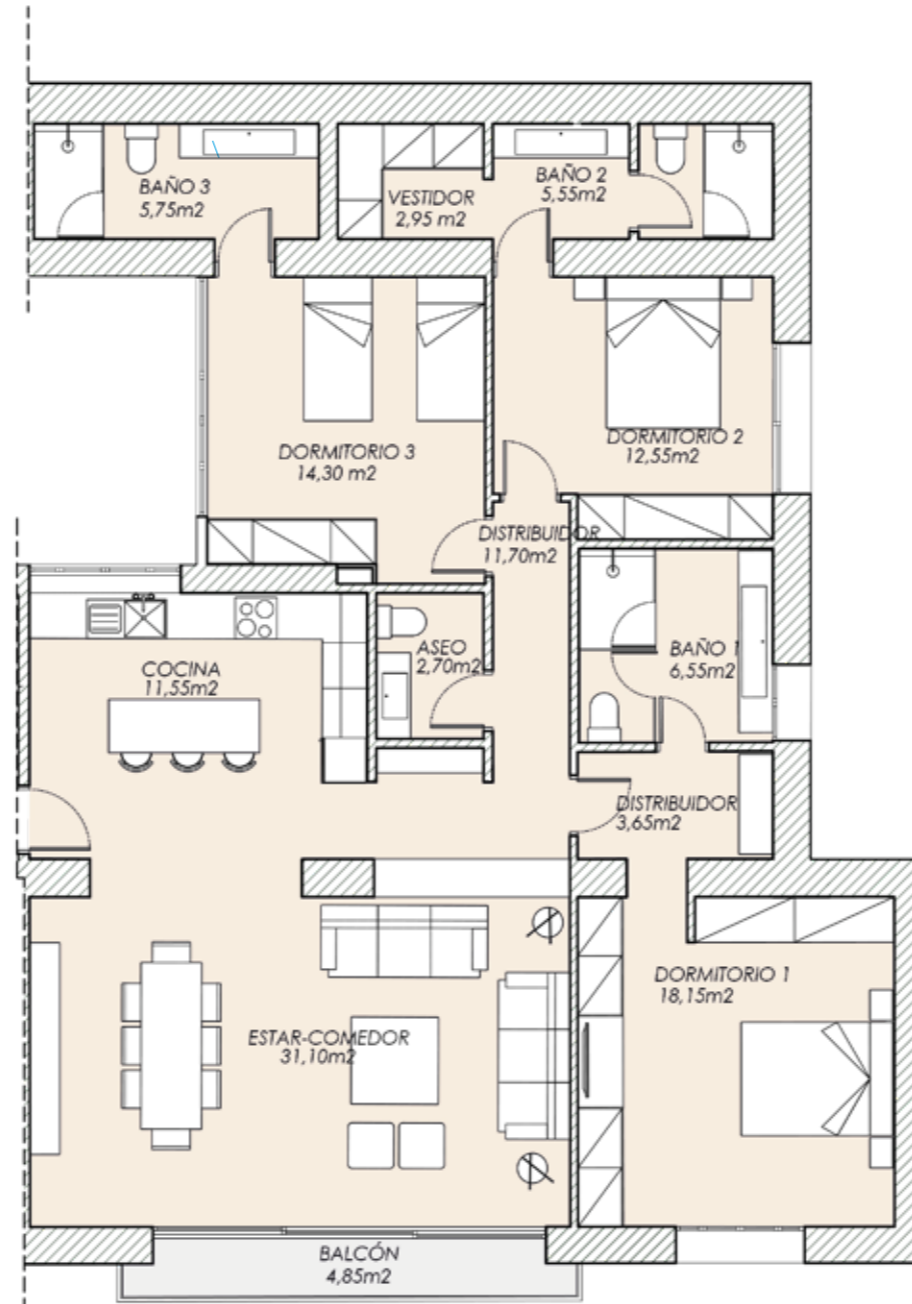 BAÑO 3
5,75m2
VESTIDOR
2,95 m2
BAÑO 2
5,55m2
DORMITORIO 3
14,30 m2
DORMITORIO 2
12,55m2
DISTRIBUIDOR
11,70m2
COCINA
11,55m2
ASEO
2,70m2
BAÑO 1
6,55m2
DISTRIBUIDOR
3,65m2
ESTAR-COMEDOR
31,10m2
DORMITORIO 1
18,15m2
BALCÓN
4,85m2